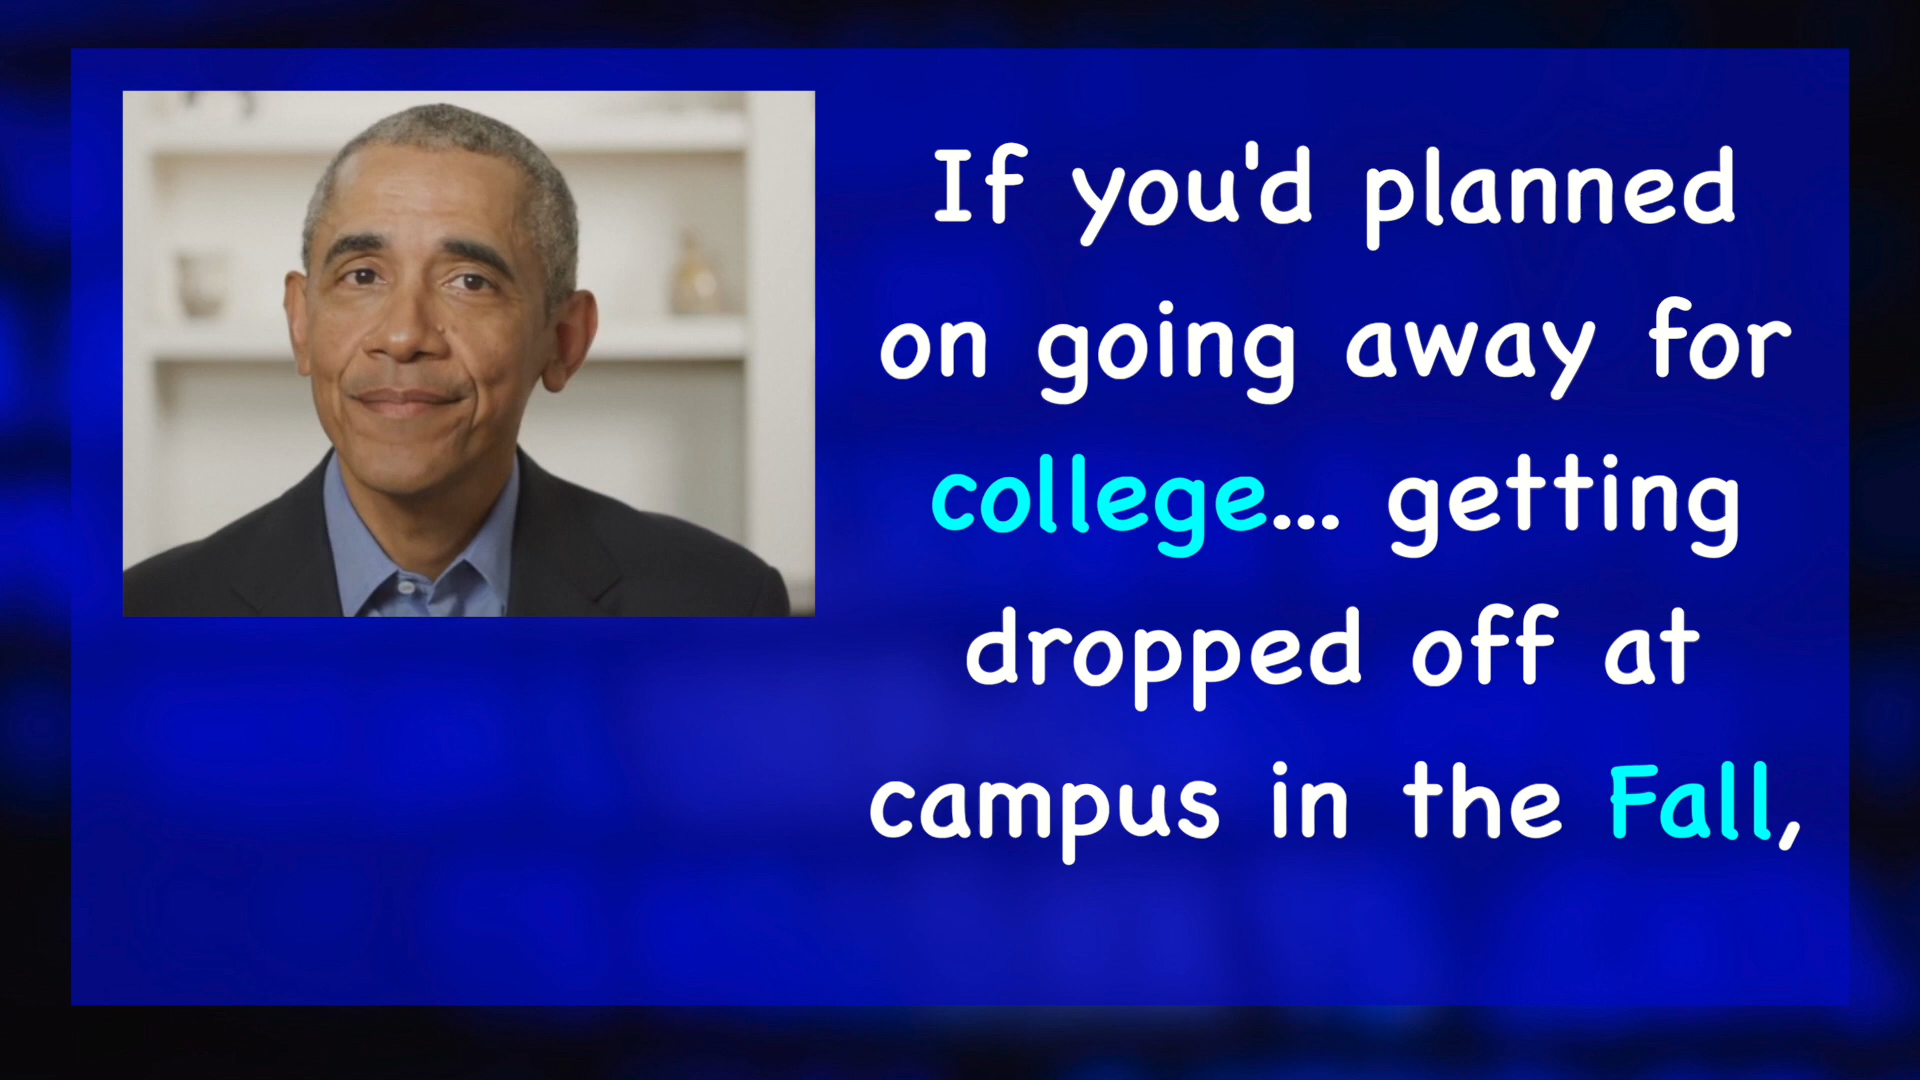 If you'd planned
on going away for
college... getting
dropped off at
campus in the Fall,